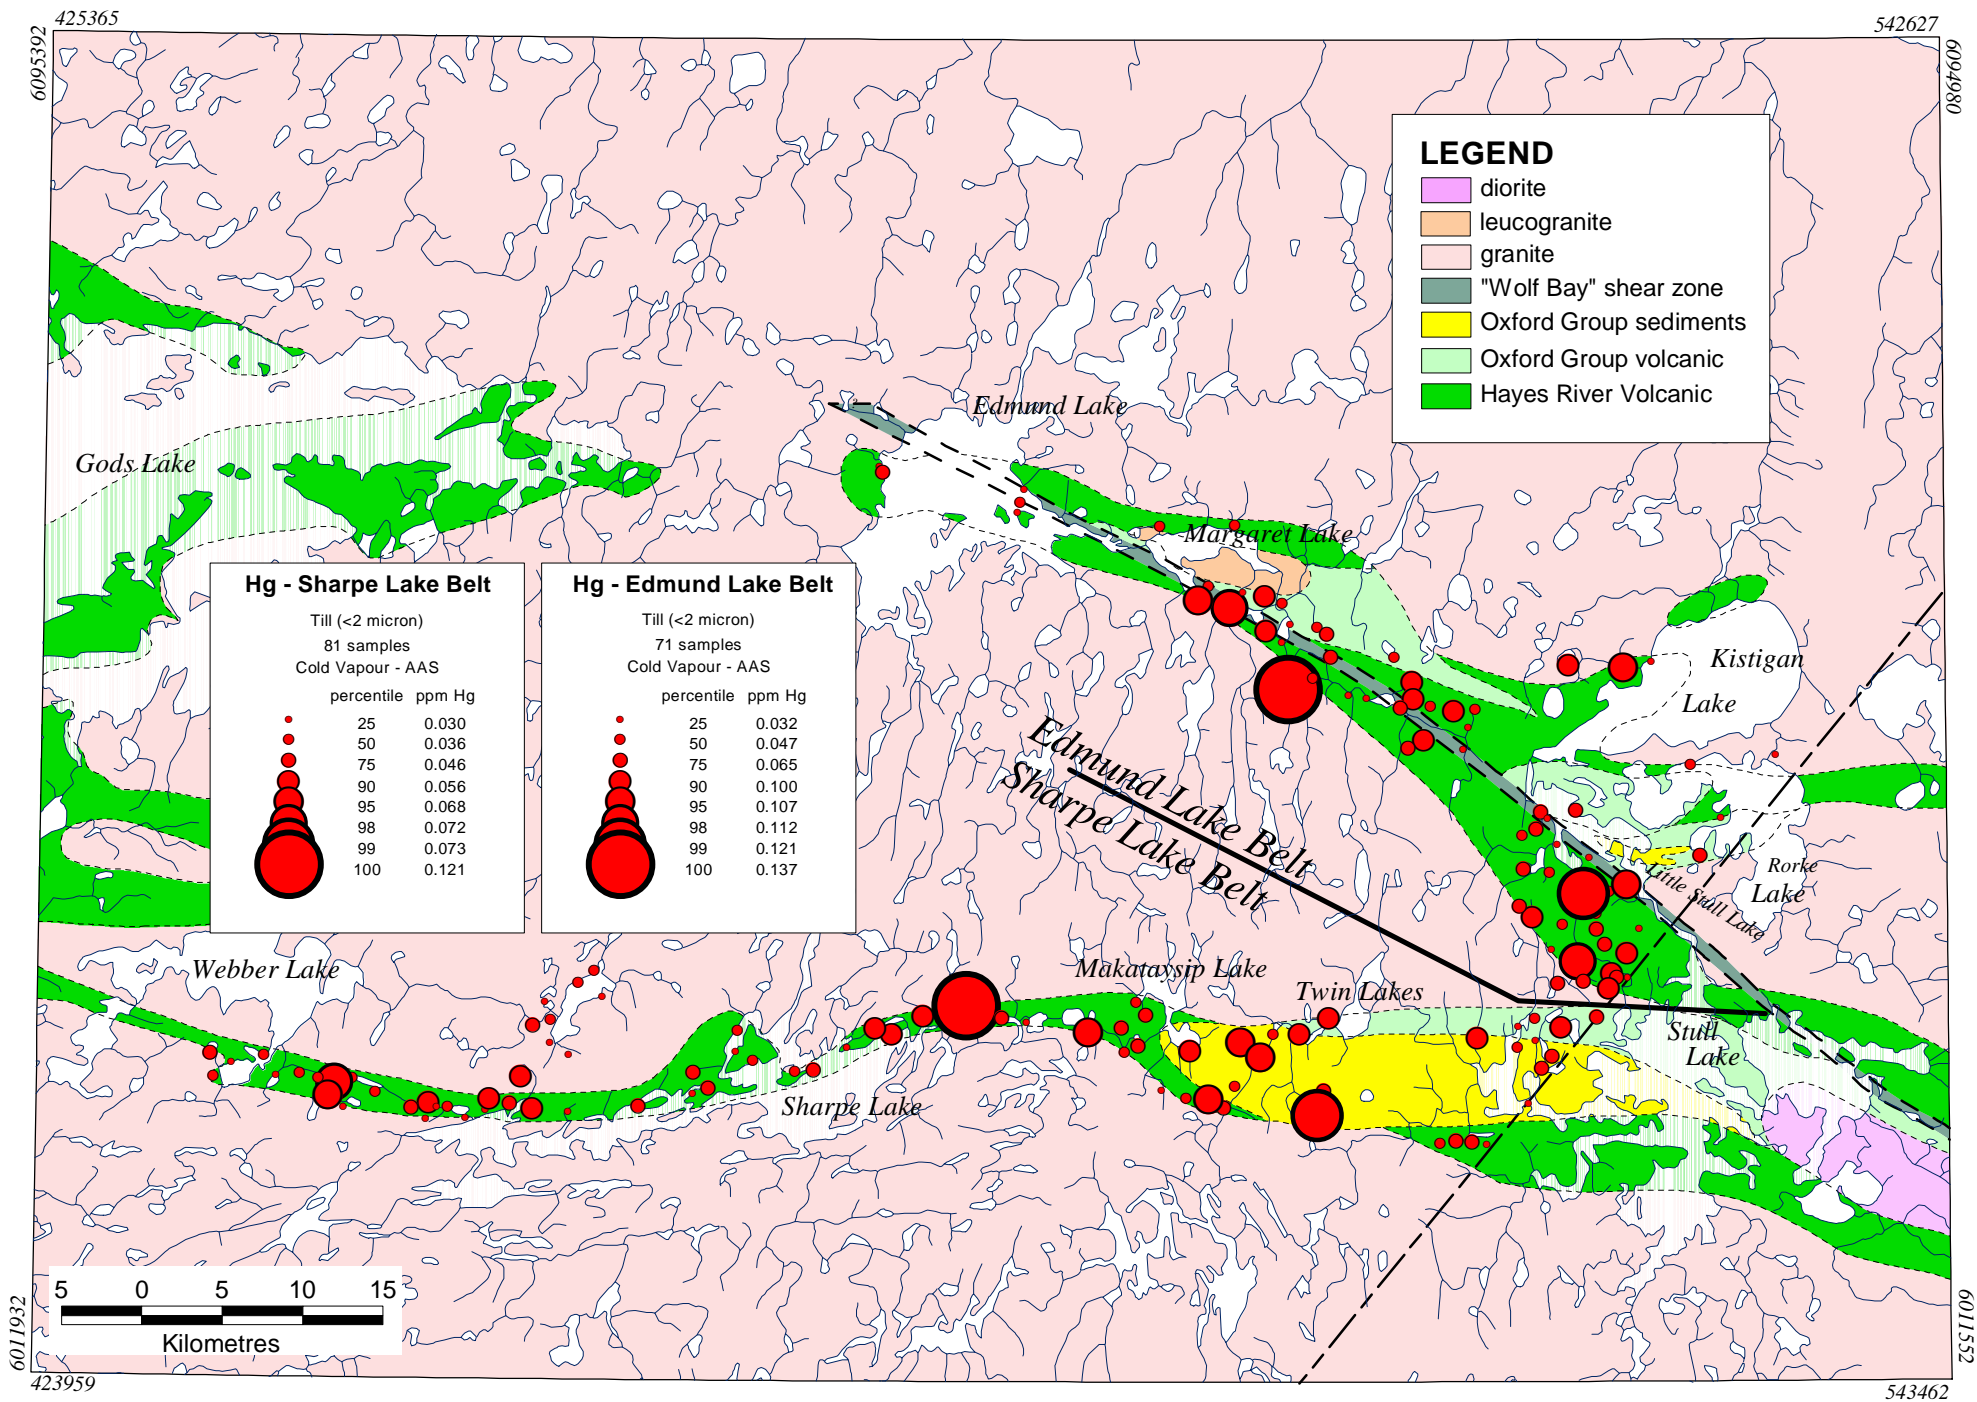 425365
542627
6095392
6094980
LEGEND
diorite
leucogranite
granite
"Wolf Bay" shear zone
Oxford Group sediments
Oxford Group volcanic
Hayes River Volcanic
Edmund Lake
Gods Lake
Margaret Lake
Hg - Sharpe Lake Belt
Till (<2 micron)
81 samples
Cold Vapour - AAS
percentile ppm Hg
25 0.030
50 0.036
75 0.046
90 0.056
95 0.068
98 0.072
99 0.073
100 0.121
Hg - Edmund Lake Belt
Till (<2 micron)
71 samples
Cold Vapour - AAS
percentile ppm Hg
25 0.032
50 0.047
75 0.065
90 0.100
95 0.107
98 0.112
99 0.121
100 0.137
Kistigan
Lake
Edmund Lake Belt
Sharpe Lake Belt
Rorke
Lake
Little Stull Lake
Webber Lake
Makataysip Lake
Twin Lakes
Stull
Lake
Sharpe Lake
5 0 5 10 15
Kilometres
6011932
6011552
423959
543462